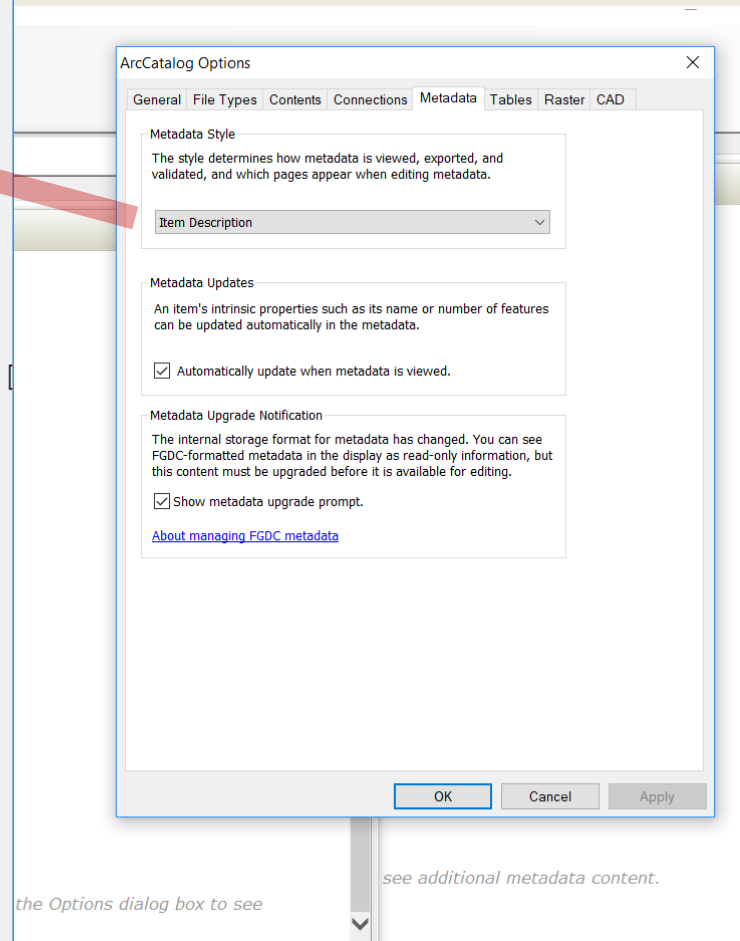 ArcCatalog Options
General File Types Contents Connections Metadata Tables Raster CAD
Metadata Style
The style determines how metadata is viewed, exported, and
validated, and which pages appear when editing metadata.
Item Description
Metadata Updates
An item's intrinsic properties such as its name or number of features
can be updated automatically in the metadata.
Automatically update when metadata is viewed.
Metadata Upgrade Notification
The internal storage format for metadata has changed. You can see
FGDC-formatted metadata in the display as read-only information, but
this content must be upgraded before it is available for editing.
Show metadata upgrade prompt.
About managing FGDC metadata
OK Cancel Apply
see additional metadata content.
the Options dialog box to see